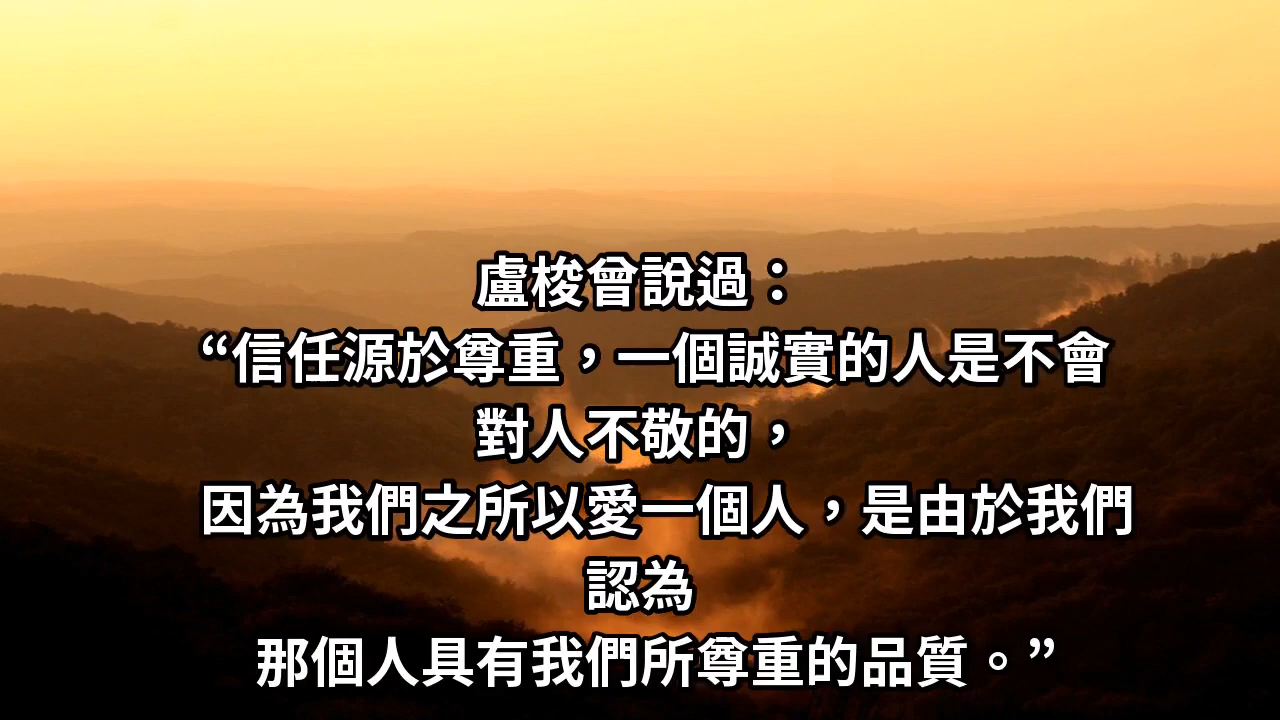 盧梭曾說過：
“信任源於尊重，一個誠實的人是不會
對人不敬的，
因為我們之所以愛一個人，是由於我們
認為
那個人具有我們所尊重的品質。”